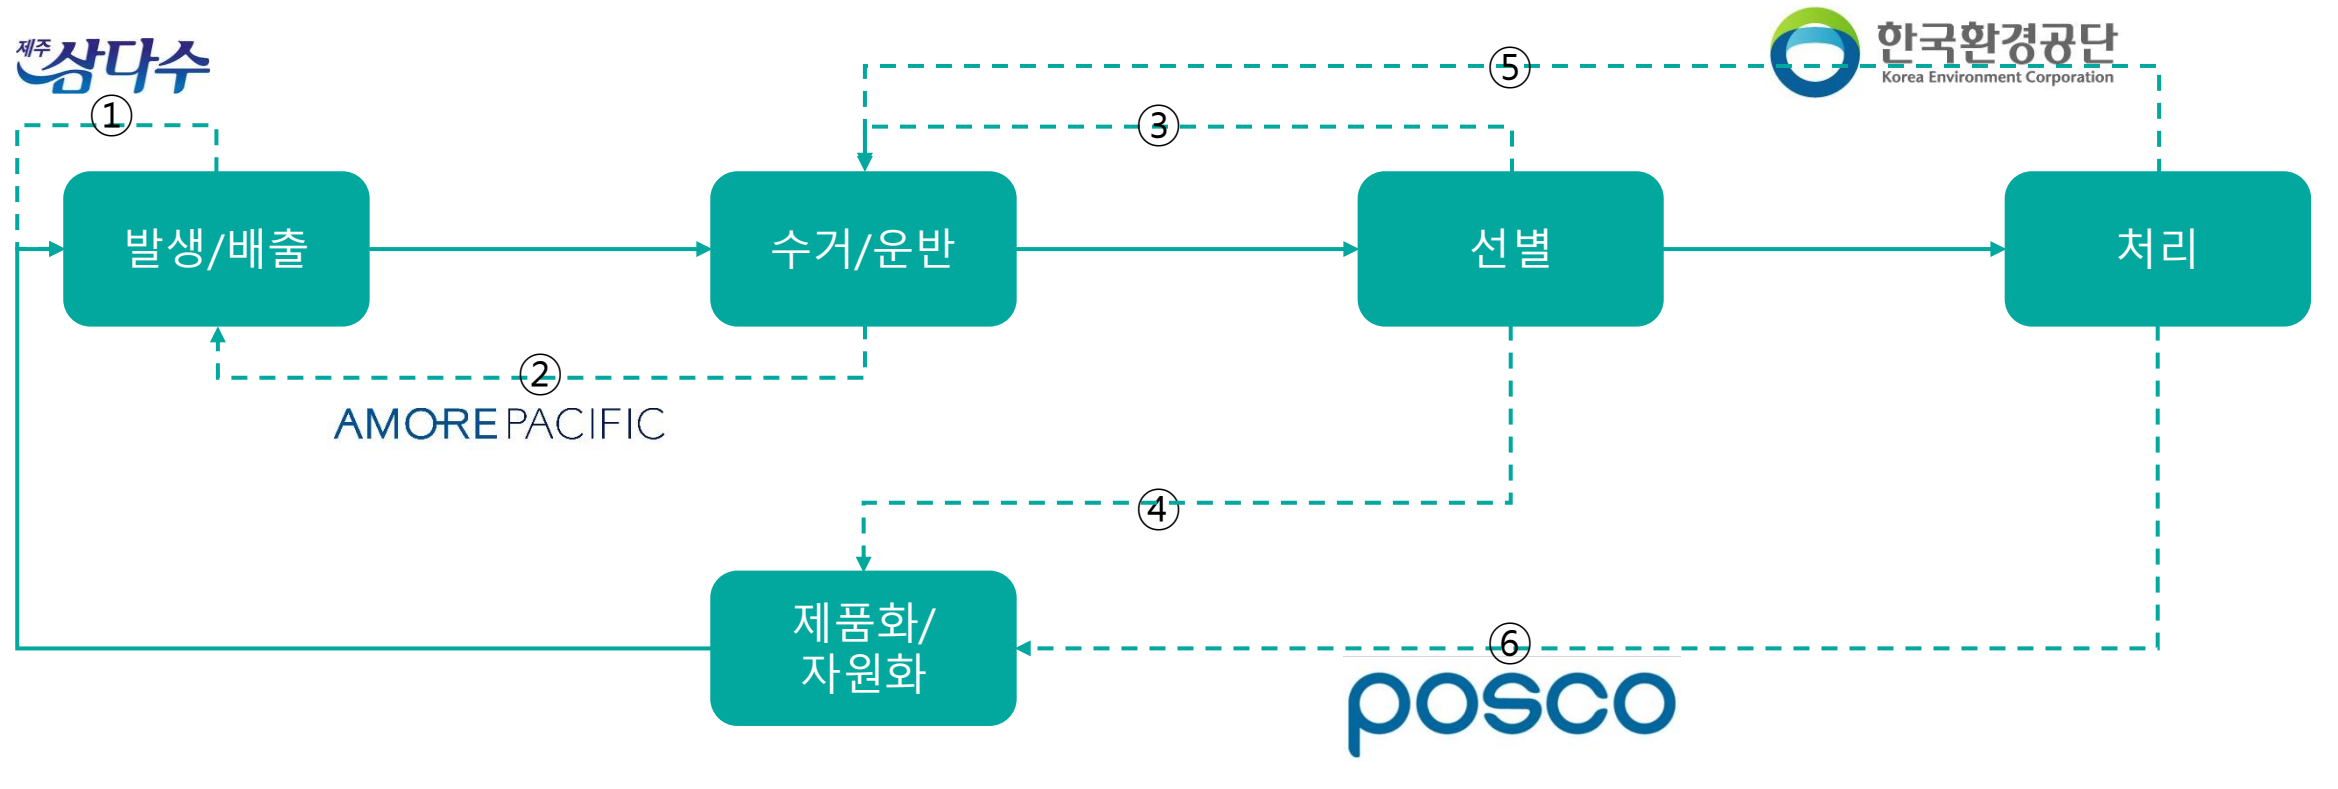 제주삼다수
①
한국환경공단
Korea Environment Corporation
⑤
③
발생/배출
수거/운반
선별
처리
②
AMOREPACIFIC
④
제품화/
자원화
⑥
posco